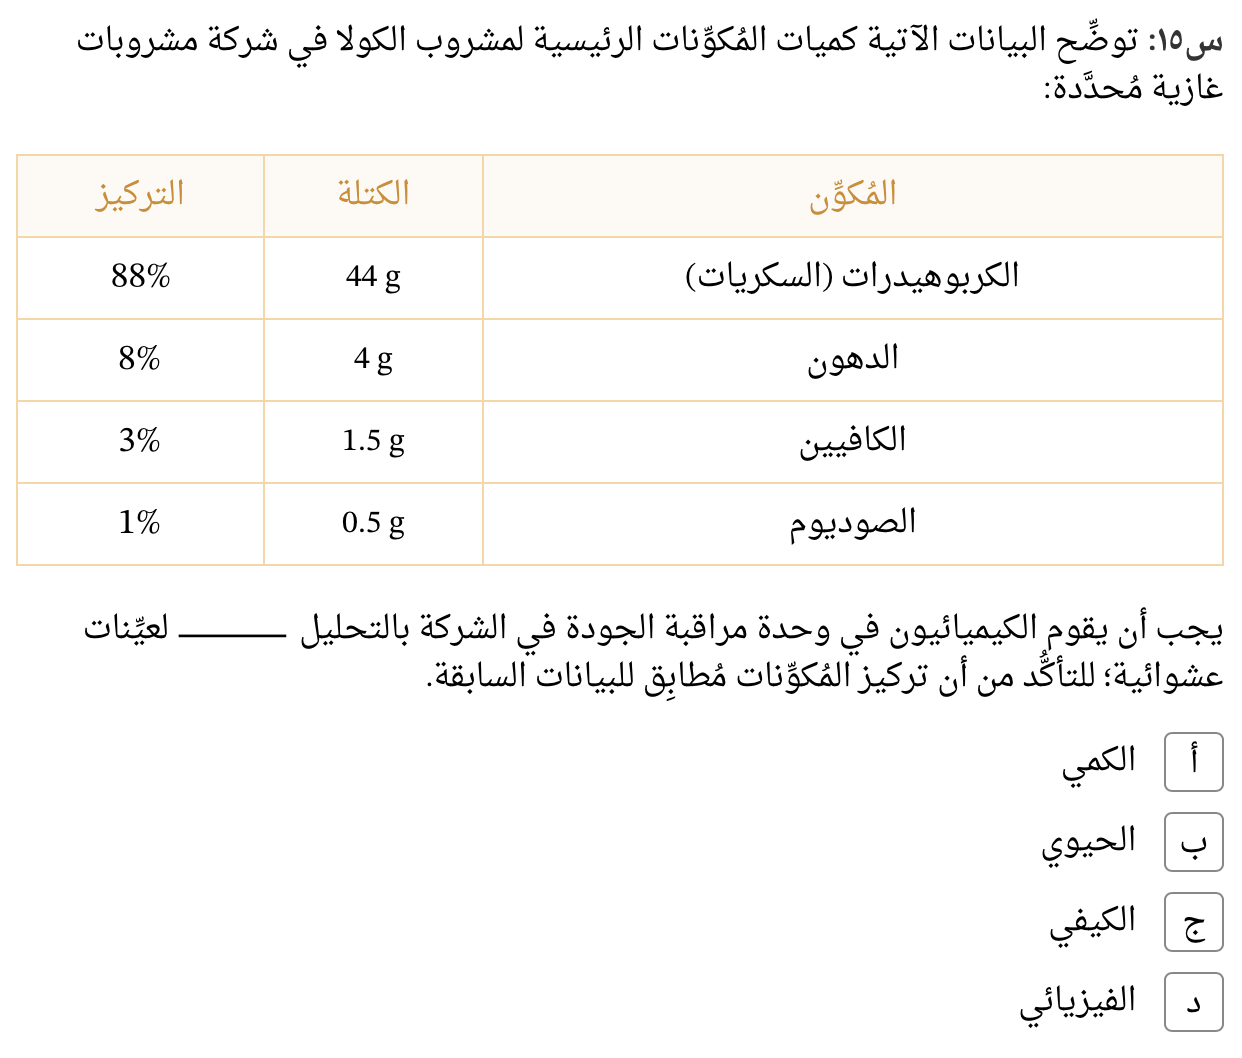 س١٥: توضِّح البيانات الآتية كميات المُكوِّنات الرئيسية لمشروب الكولا في شركة مشروبات
غازية مُحدَّدة:
المُكوِّن الكتلة التركيز
الكربوهيدرات (السكريات) 44 g 88%
الدهون 4 g 8%
الكافيين 1.5 g 3%
الصوديوم 0.5 g 1%
يجب أن يقوم الكيميائيون في وحدة مراقبة الجودة في الشركة بالتحليل ـــــــــــ لعيِّنات
عشوائية؛ للتأكُّد من أن تركيز المُكوِّنات مُطابِق للبيانات السابقة.
أ الكمي
ب الحيوي
ج الكيفي
د الفيزيائي